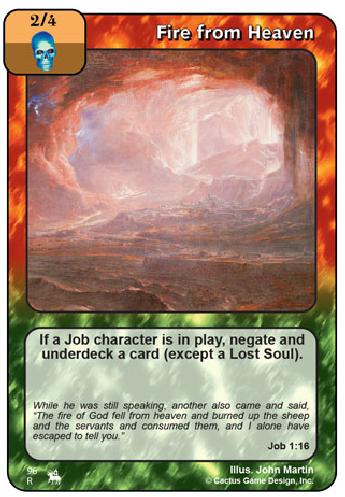 2/4
Fire from Heaven
If a Job character is in play, negate and
underdeck a card (except a Lost Soul).
While he was still speaking, another also came and said,
"The fire of God fell from heaven and burned up the sheep
and the servants and consumed them, and I alone have
escaped to tell you."
Job 1:16
96
R
Illus. John Martin
© Cactus Game Design, Inc.